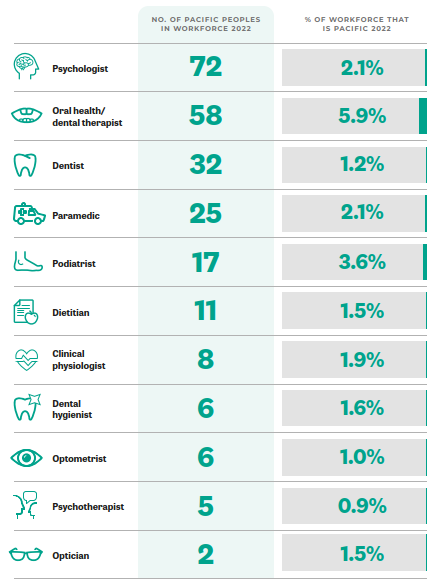 NO. OF PACIFIC PEOPLES
IN WORKFORCE 2022
% OF WORKFORCE THAT
IS PACIFIC 2022
Psychologist 72 2.1%
Oral health/
dental therapist 58 5.9%
Dentist 32 1.2%
Paramedic 25 2.1%
Podiatrist 17 3.6%
Dietitian 11 1.5%
Clinical
physiologist 8 1.9%
Dental
hygienist 6 1.6%
Optometrist 6 1.0%
Psychotherapist 5 0.9%
Optician 2 1.5%